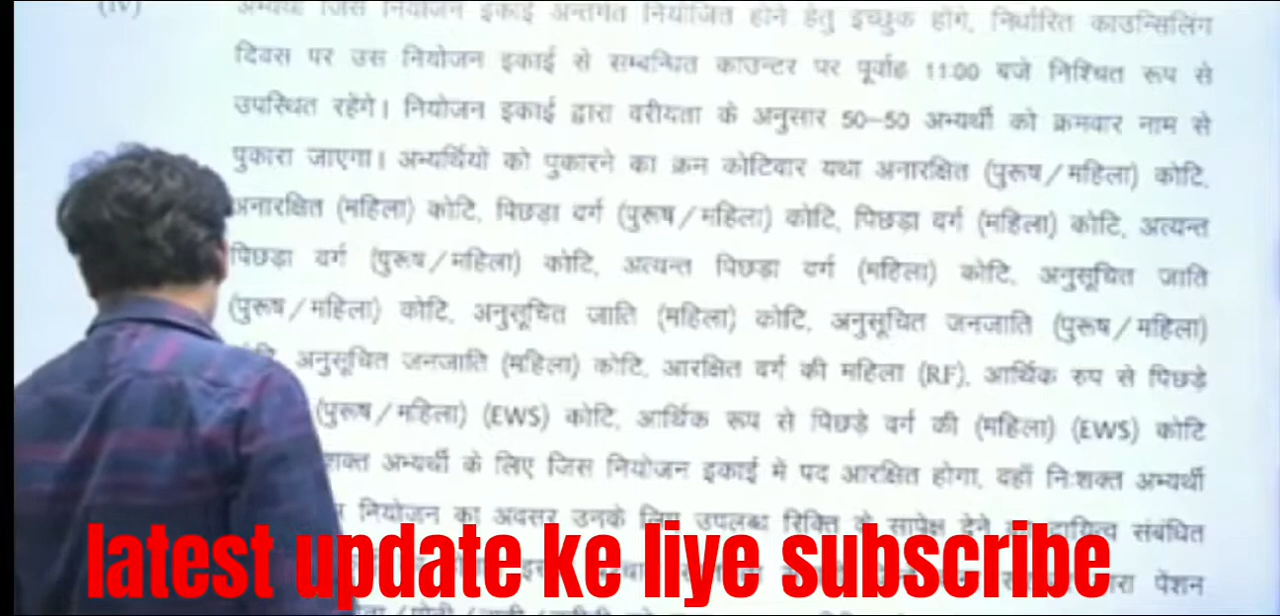 (iv) अभ्यर्थी जिस नियोजन इकाई अन्तर्गत नियोजित होने हेतु इच्छुक होंगे, निर्धारित काउन्सिलिंग
दिवस पर उस नियोजन इकाई से सम्बन्धित काउन्टर पर पूर्वाह्न 11:00 बजे निश्चित रूप से
उपस्थित रहेंगे। नियोजन इकाई द्वारा वरीयता के अनुसार 50–50 अभ्यर्थी को क्रमवार नाम से
पुकारा जाएगा। अभ्यर्थियों को पुकारने का क्रम कोटिवार यथा अनारक्षित (पुरूष/महिला) कोटि,
अनारक्षित (महिला) कोटि, पिछड़ा वर्ग (पुरूष/महिला) कोटि, पिछड़ा वर्ग (महिला) कोटि, अत्यन्त
पिछड़ा वर्ग (पुरूष/महिला) कोटि, अत्यन्त पिछड़ा वर्ग (महिला) कोटि, अनुसूचित जाति
(पुरूष/महिला) कोटि, अनुसूचित जाति (महिला) कोटि, अनुसूचित जनजाति (पुरूष/महिला)
अनुसूचित जनजाति (महिला) कोटि, आरक्षित वर्ग की महिला (RF), आर्थिक रुप से पिछड़े
(पुरूष/महिला) (EWS) कोटि, आर्थिक रूप से पिछड़े वर्ग की (महिला) (EWS) कोटि
अभ्यर्थी के लिए जिस नियोजन इकाई में पद आरक्षित होगा, वहाँ निःशक्त अभ्यर्थी
नियोजन का अवसर उनके लिए उपलब्ध रिक्ति के सापेक्ष देने दायित्व संबंधित
latest update ke liye subscribe
पेंशन